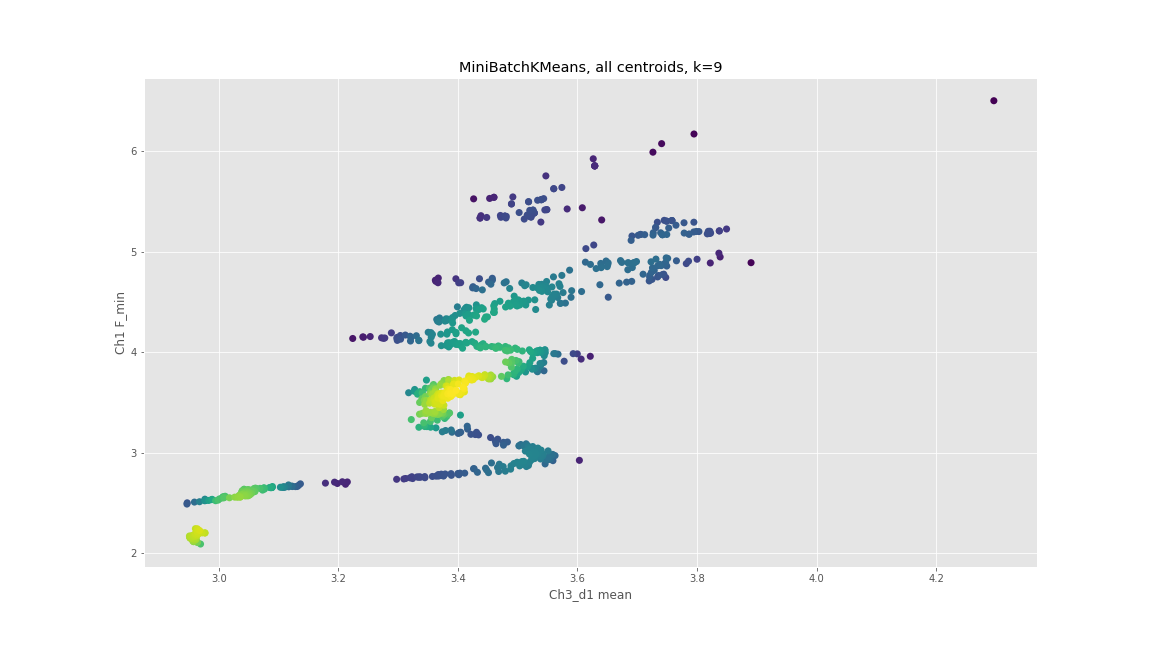 MiniBatchKMeans, all centroids, k=9
6
5
4
3
2
Ch1 F_min
3.0 3.2 3.4 3.6 3.8 4.0 4.2
Ch3_d1 mean